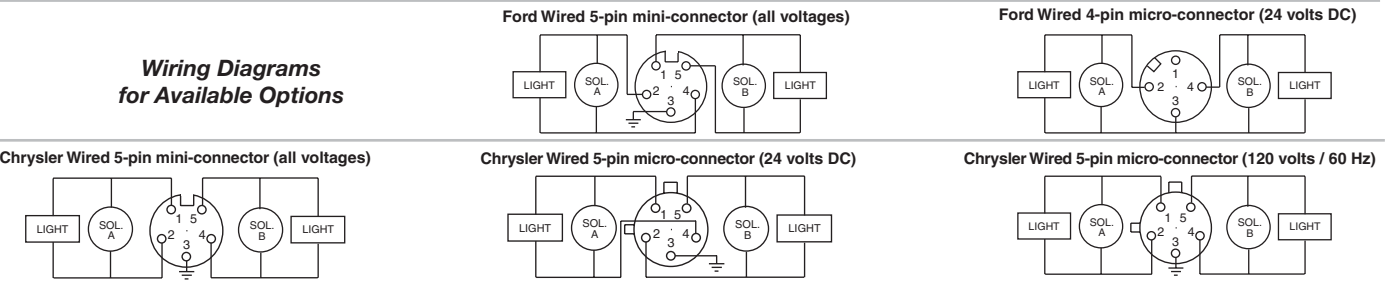 Wiring Diagrams
for Available Options
Ford Wired 5-pin mini-connector (all voltages)
LIGHT
SOL.
A
1 5
2 4
3
SOL.
B
LIGHT
Ford Wired 4-pin micro-connector (24 volts DC)
LIGHT
SOL.
A
1
2 4
3
SOL.
B
LIGHT
Chrysler Wired 5-pin mini-connector (all voltages)
LIGHT
SOL.
A
1 5
2 4
3
SOL.
B
LIGHT
Chrysler Wired 5-pin micro-connector (24 volts DC)
LIGHT
SOL.
A
1 5
2 4
3
SOL.
B
LIGHT
Chrysler Wired 5-pin micro-connector (120 volts / 60 Hz)
LIGHT
SOL.
A
1 5
2 4
3
SOL.
B
LIGHT